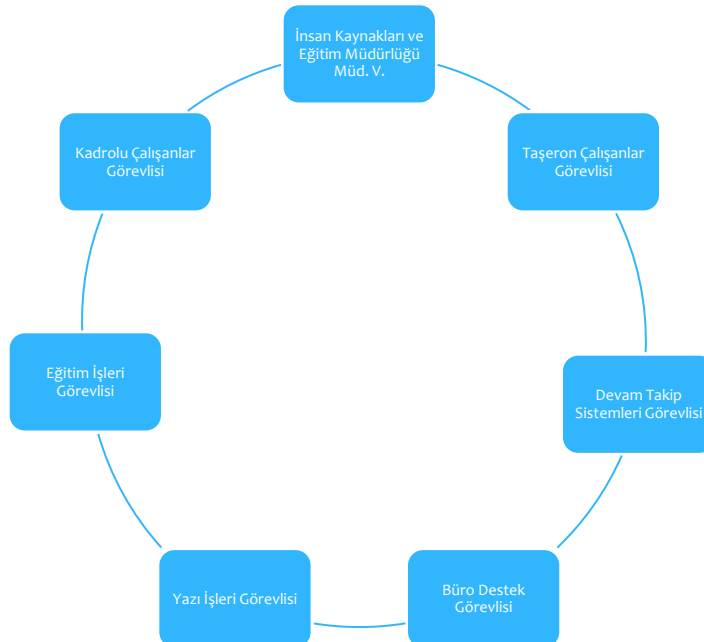 İnsan Kaynakları ve
Eğitim Müdürlüğü
Müd. V.
Taşeron Çalışanlar
Görevlisi
Devam Takip
Sistemleri Görevlisi
Büro Destek
Görevlisi
Yazı İşleri Görevlisi
Eğitim İşleri
Görevlisi
Kadrolu Çalışanlar
Görevlisi